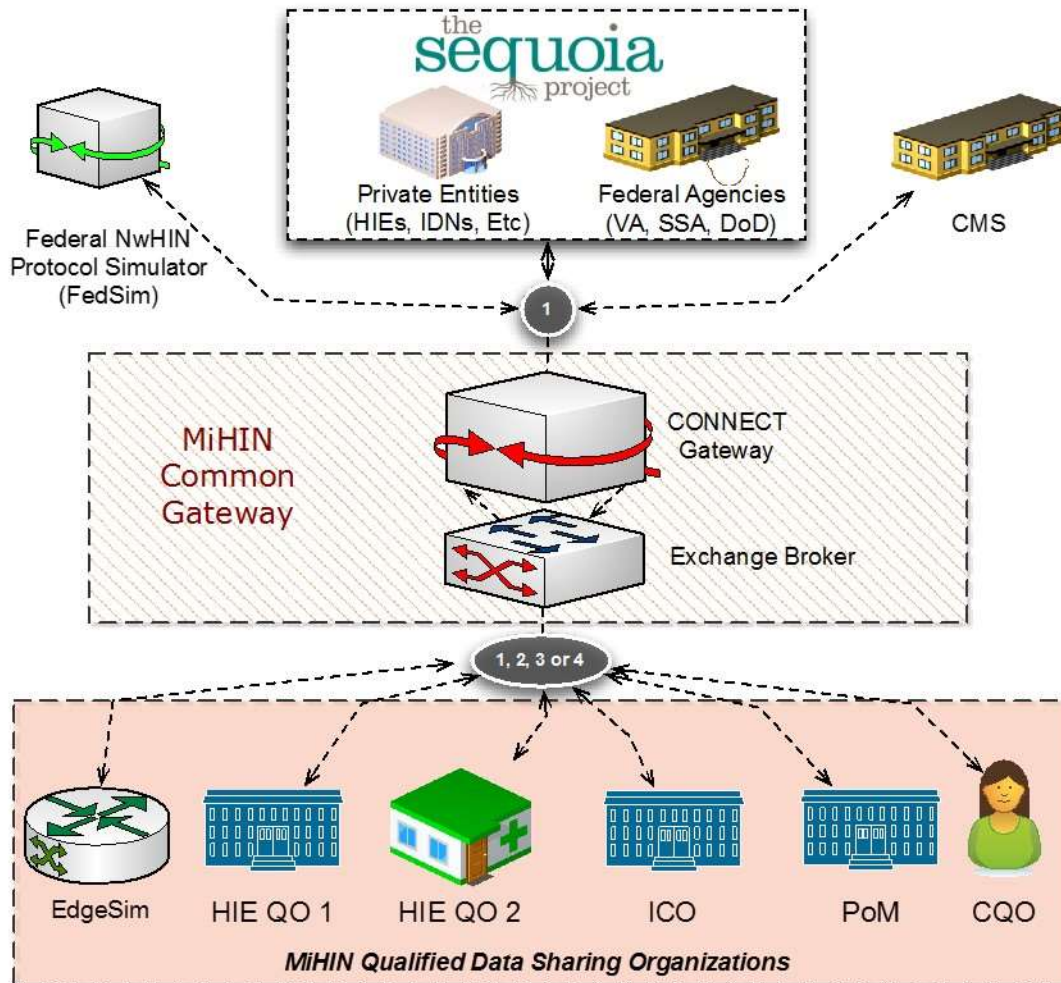 the
sequoia
project
Private Entities
(HIEs, IDNs, Etc)
Federal Agencies
(VA, SSA, DoD)
CMS
Federal NwHIN
Protocol Simulator
(FedSim)
1
MiHIN
Common
Gateway
CONNECT
Gateway
Exchange Broker
1, 2, 3 or 4
EdgeSim
HIE QO 1
HIE QO 2
ICO
PoM
CQO
MiHIN Qualified Data Sharing Organizations